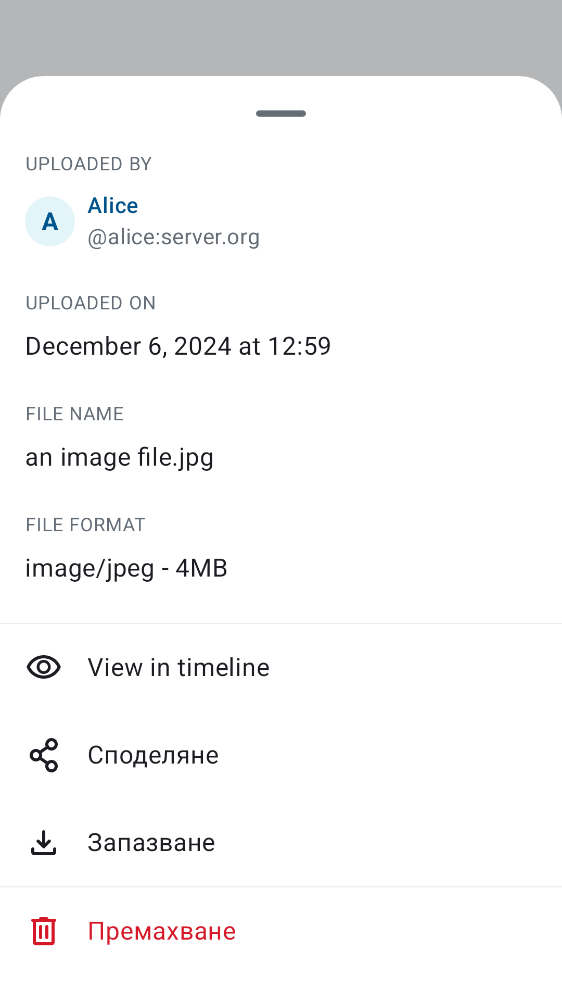 UPLOADED BY
A
Alice
@alice:server.org
UPLOADED ON
December 6, 2024 at 12:59
FILE NAME
an image file.jpg
FILE FORMAT
image/jpeg - 4MB
View in timeline
Споделяне
Запазване
Премахване